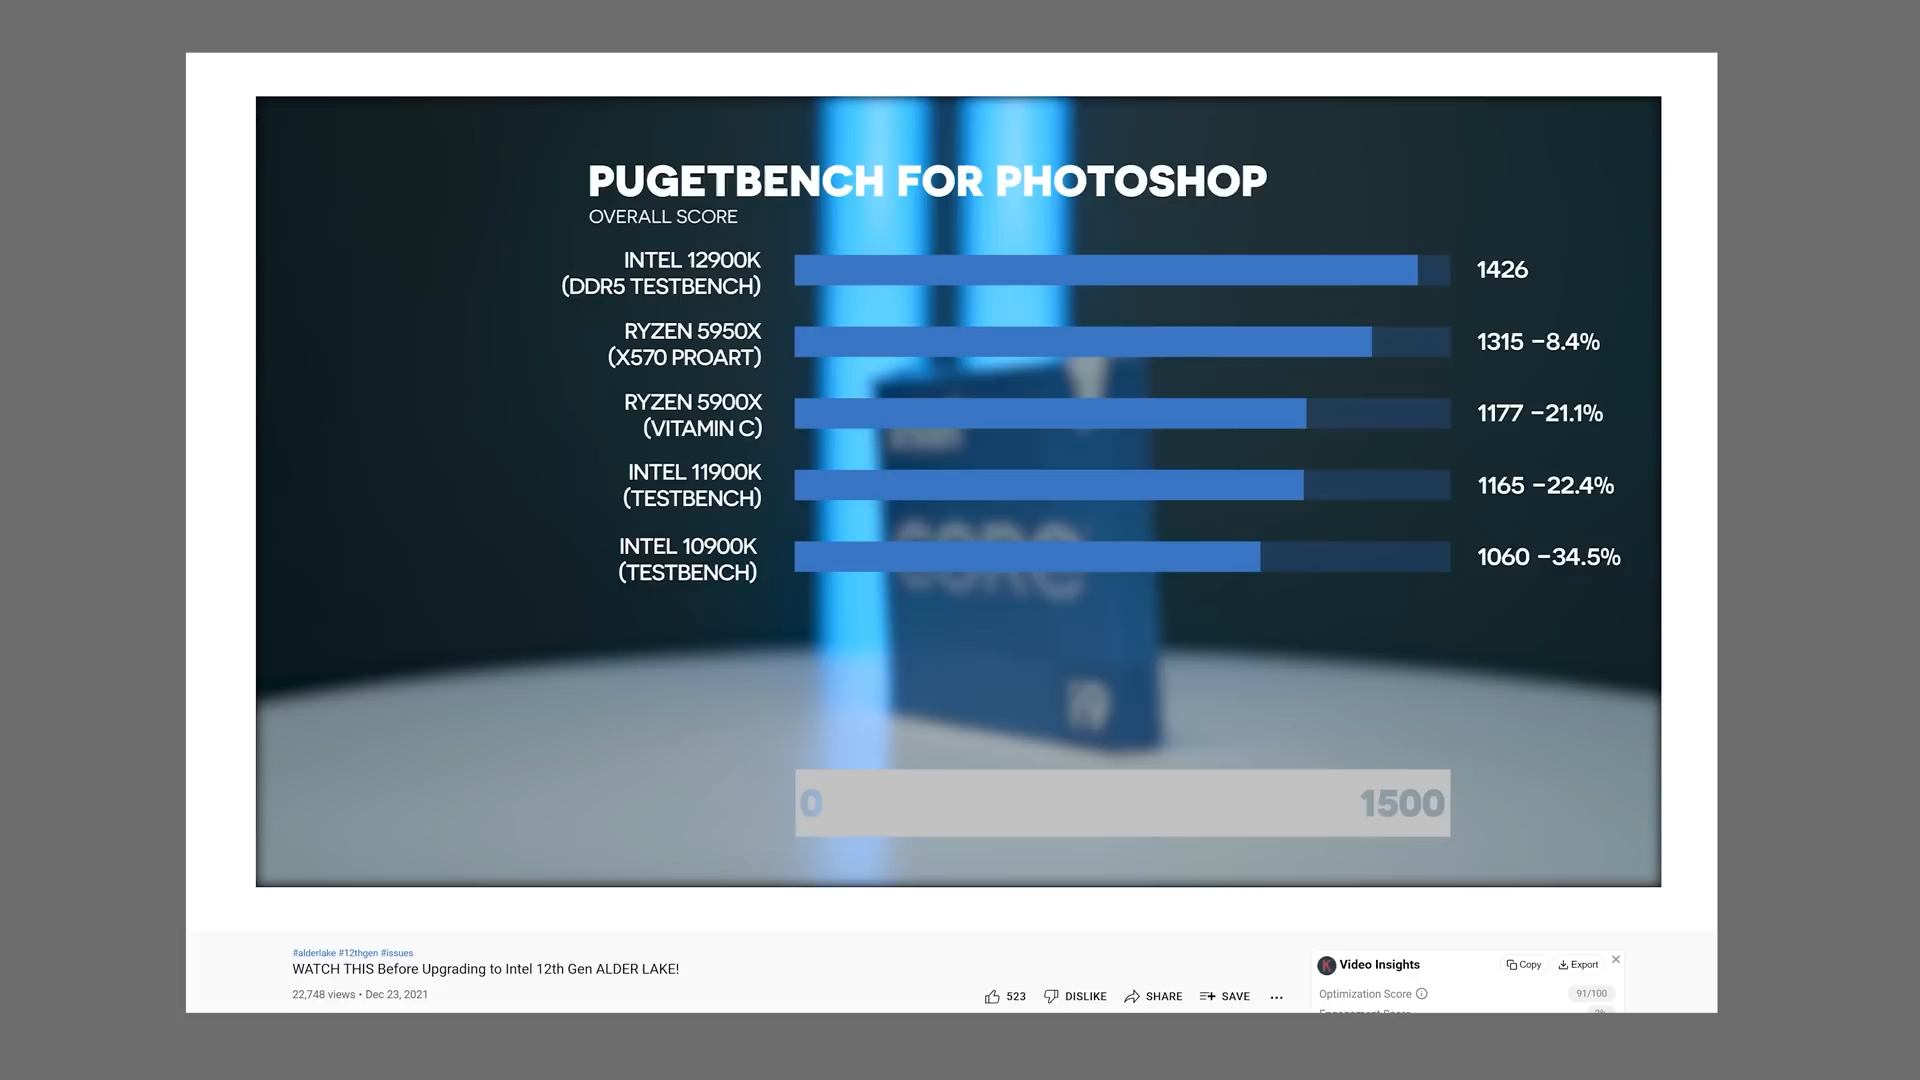 PUGETBENCH FOR PHOTOSHOP
OVERALL SCORE
INTEL 12900K
(DDR5 TESTBENCH)
1426
RYZEN 5950X
(X570 PROART)
1315 –8.4%
RYZEN 5900X
(VITAMIN C)
1177 –21.1%
INTEL 11900K
(TESTBENCH)
1165 –22.4%
INTEL 10900K
(TESTBENCH)
1060 –34.5%
core
i9
0 1500
#alderlake #12thgen #issues
WATCH THIS Before Upgrading to Intel 12th Gen ALDER LAKE!
22,748 views • Dec 23, 2021
523 DISLIKE SHARE SAVE ...
K Video Insights Copy Export
Optimization Score 91/100